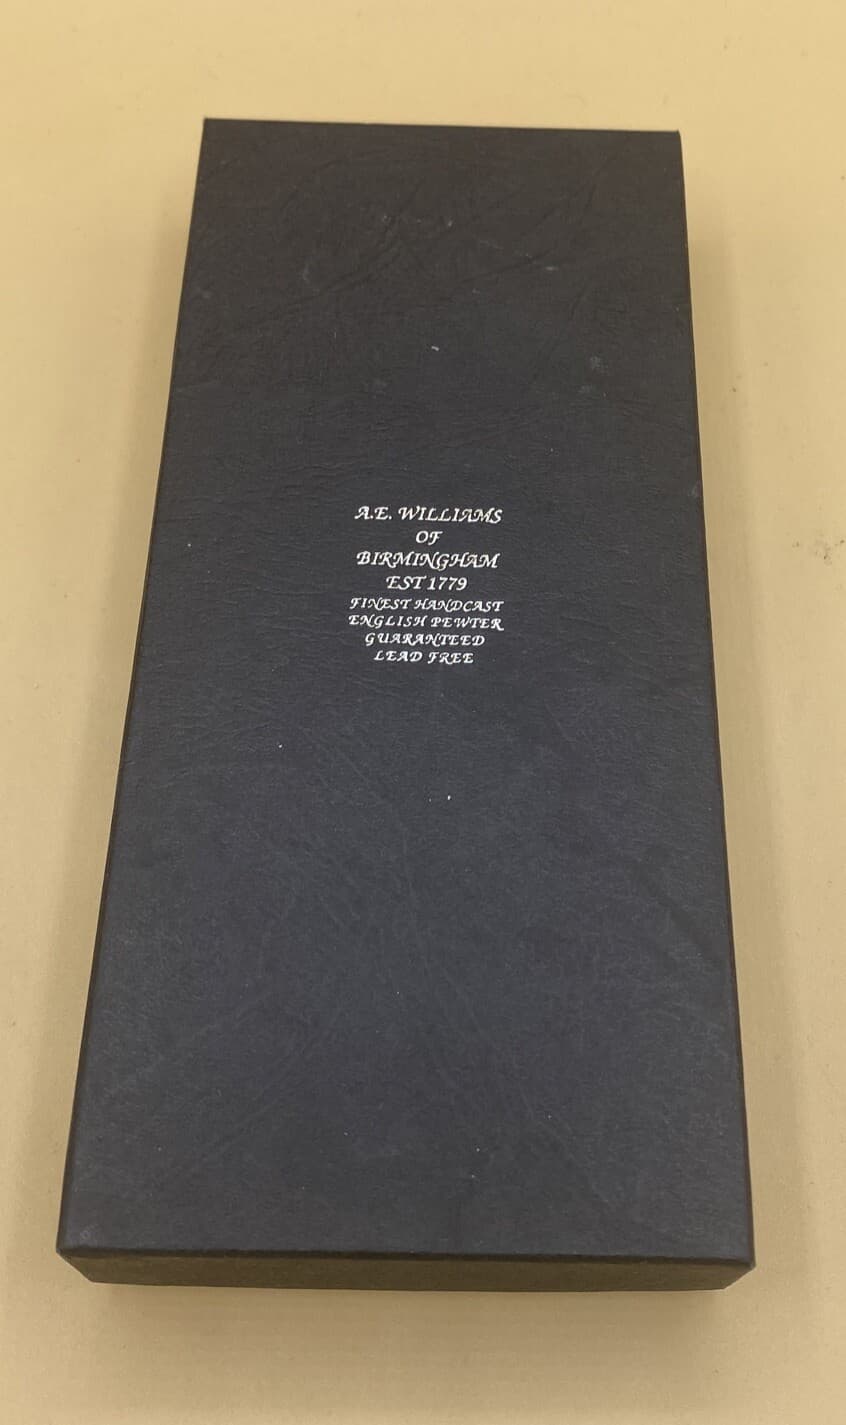 A.E. WILLIAMS
OF
BIRMINGHAM
EST 1779
FINEST HANDCAST
ENGLISH PEWTER
GUARANTEED
LEAD FREE